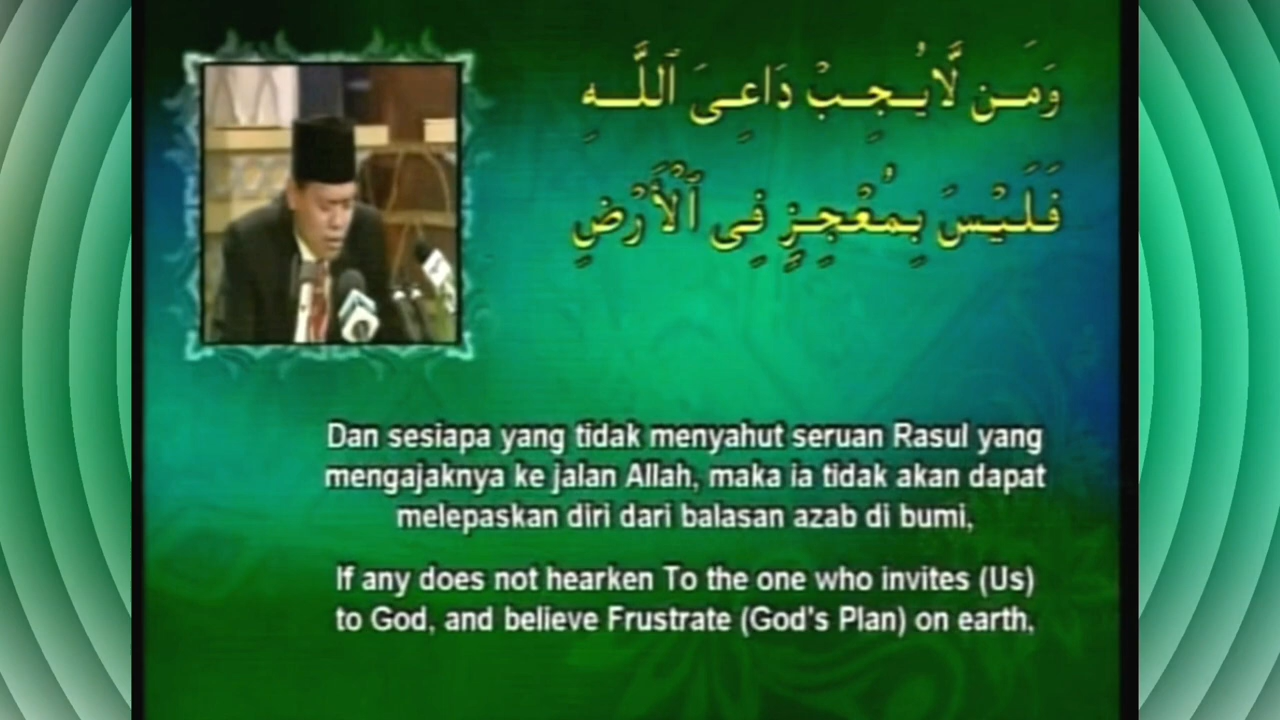 وَمَن لَّا يُجِبْ دَاعِيَ ٱللَّهِ
فَلَيْسَ بِمُعْجِزٍ فِى ٱلْأَرْضِ
Dan sesiapa yang tidak menyahut seruan Rasul yang
mengajaknya ke jalan Allah, maka ia tidak akan dapat
melepaskan diri dari balasan azab di bumi,
If any does not hearken To the one who invites (Us)
to God, and believe Frustrate (God's Plan) on earth,